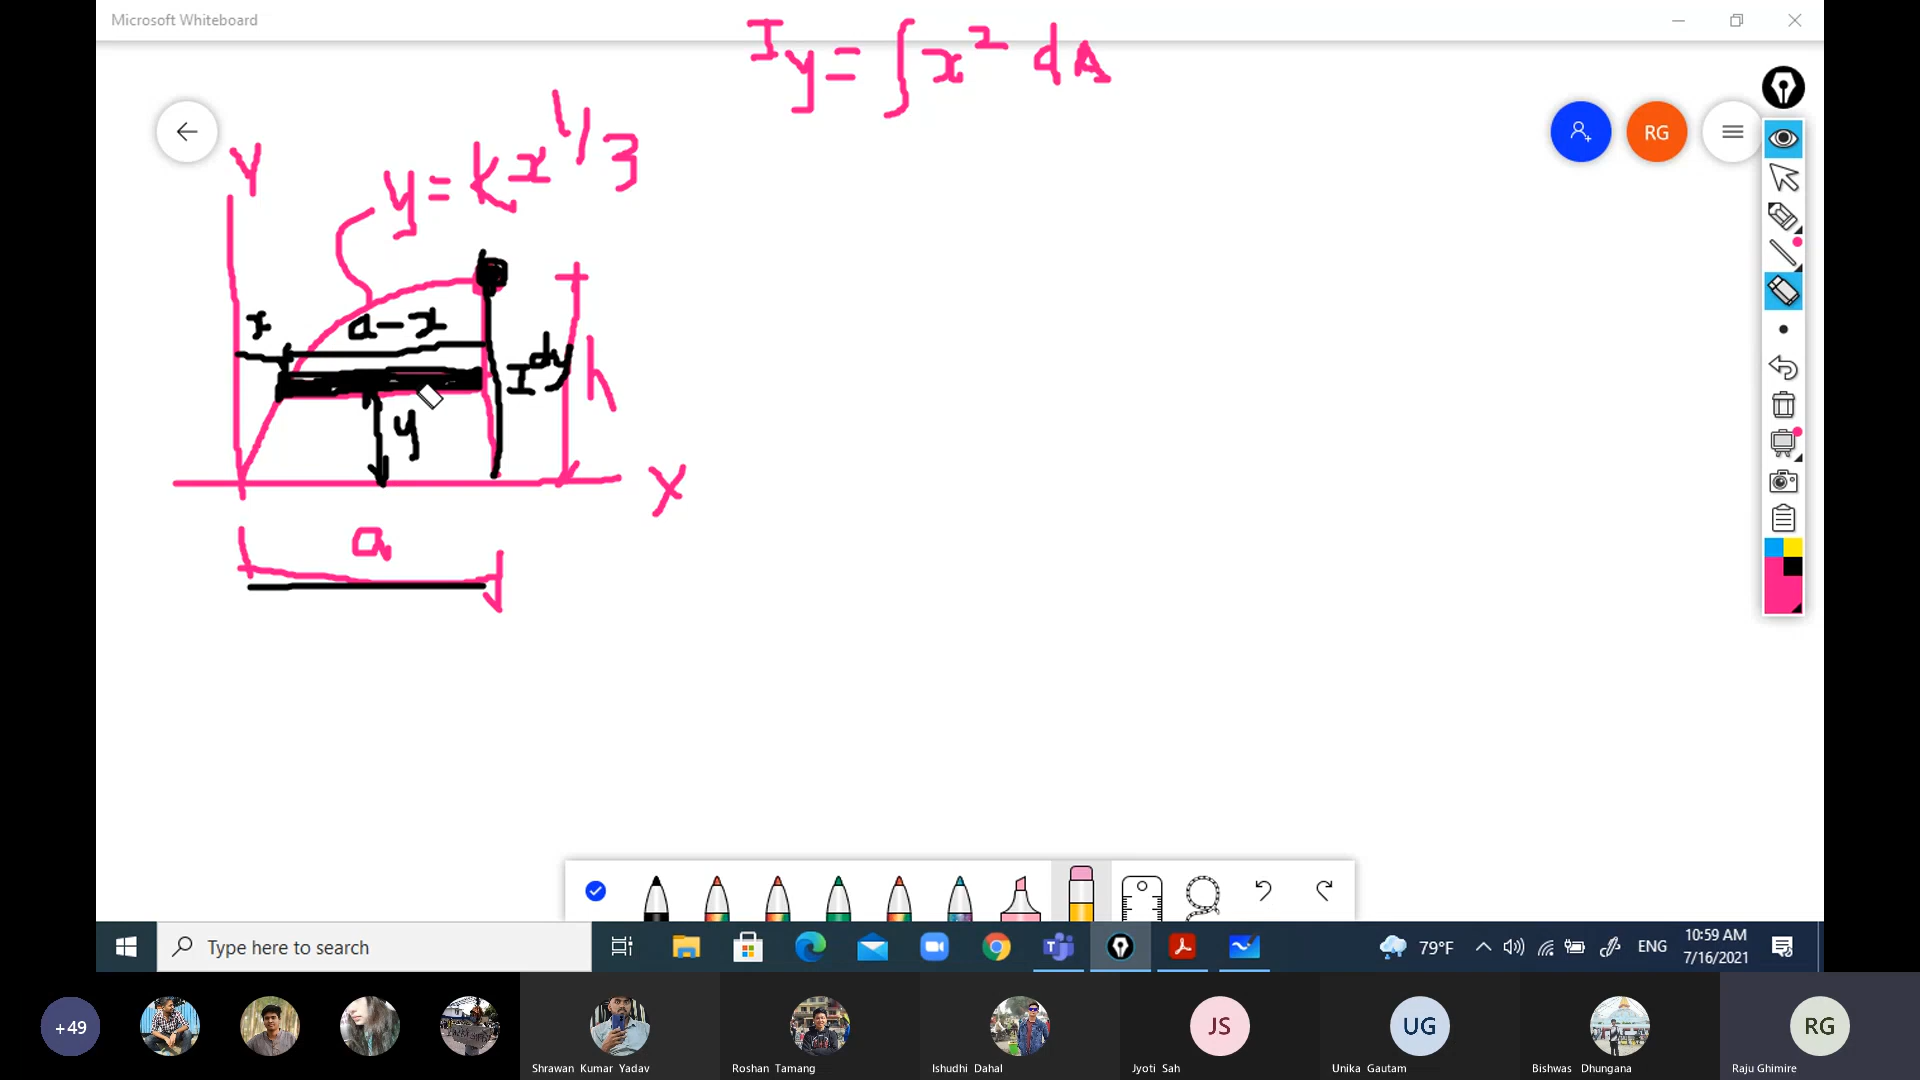 Microsoft Whiteboard
I_y = ∫ x² dA
RG
Y
y = kx^1/3
x
a-x
I dy
h
y
X
a
Type here to search
79°F
ENG
10:59 AM
7/16/2021
+49
JS
UG
RG
Shrawan Kumar Yadav
Roshan Tamang
Ishudhi Dahal
Jyoti Sah
Unika Gautam
Bishwas Dhungana
Raju Ghimire